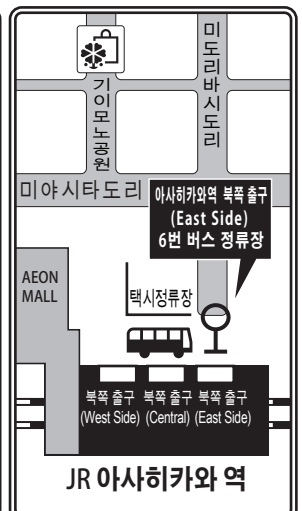 미도리바시도리
기이모노공원
미야시타도리
아사히카와역 북쪽 출구
(East Side)
6번 버스 정류장
AEON
MALL
택시정류장
북쪽 출구 북쪽 출구 북쪽 출구
(West Side) (Central) (East Side)
JR 아사히카와 역